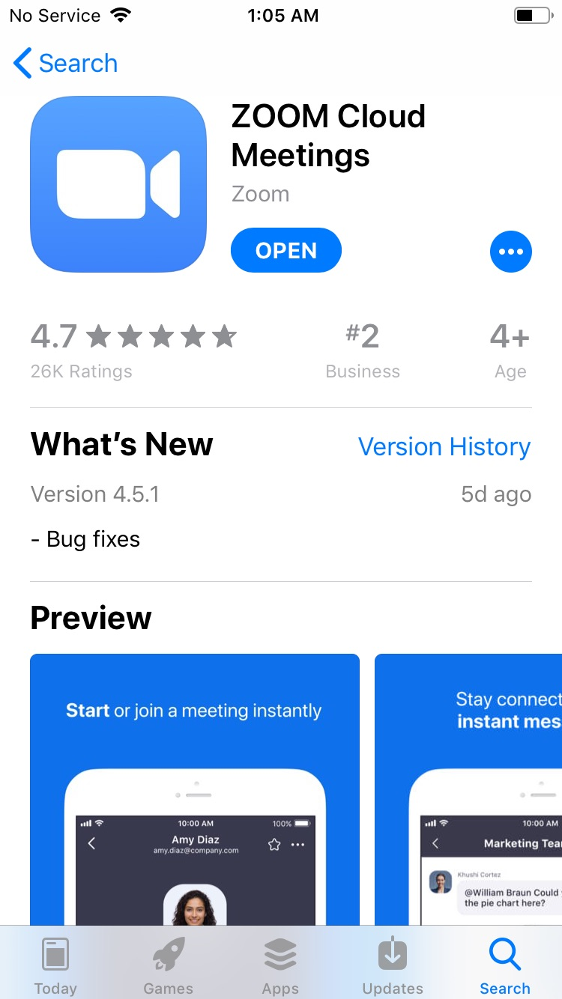 No Service 1:05 AM
Search
ZOOM Cloud
Meetings
Zoom
OPEN
4.7 #2 4+
26K Ratings Business Age
What's New Version History
Version 4.5.1 5d ago
- Bug fixes
Preview
Start or join a meeting instantly
10:00 AM 100%
Amy Diaz
amy.diaz@company.com
Stay connect
instant mes
10:00 AM
Marketing Tea
Khushi Cortez
@William Braun Could
the pie chart here?
Today Games Apps Updates Search